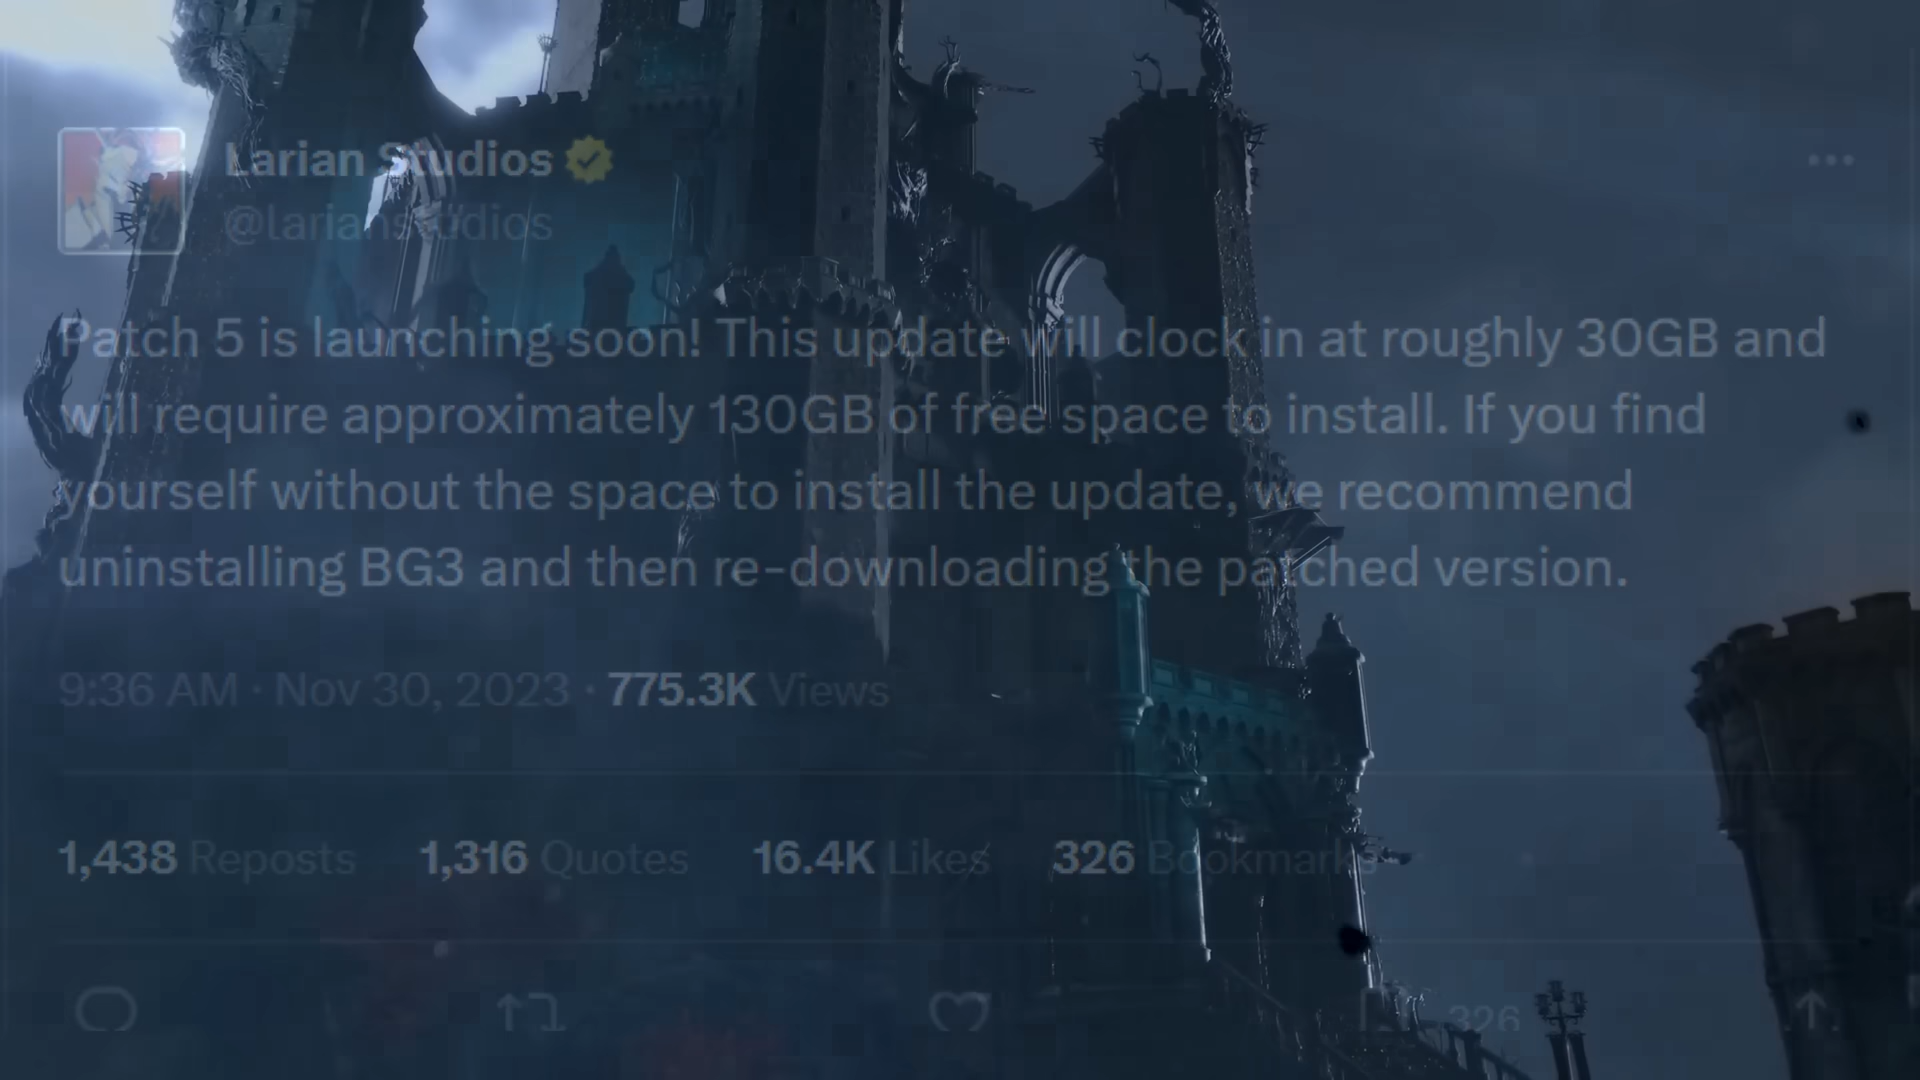 Larian Studios
@larianstudios
Patch 5 is launching soon! This update will clock in at roughly 30GB and
will require approximately 130GB of free space to install. If you find
yourself without the space to install the update, we recommend
uninstalling BG3 and then re-downloading the patched version.
9:36 AM · Nov 30, 2023 · 775.3K Views
1,438 Reposts 1,316 Quotes 16.4K Likes 326 Bookmarks
326